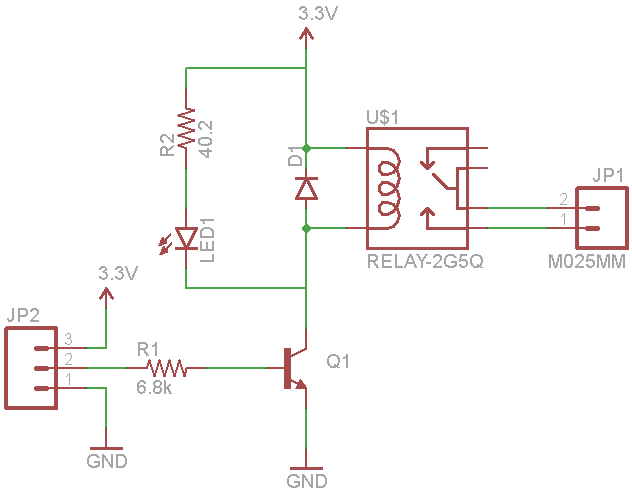 3.3V
U$1
R2
40.2
D1
JP1
2
1
LED1
RELAY-2G5Q
M025MM
3.3V
JP2
3
2
1
R1
6.8k
Q1
GND
GND